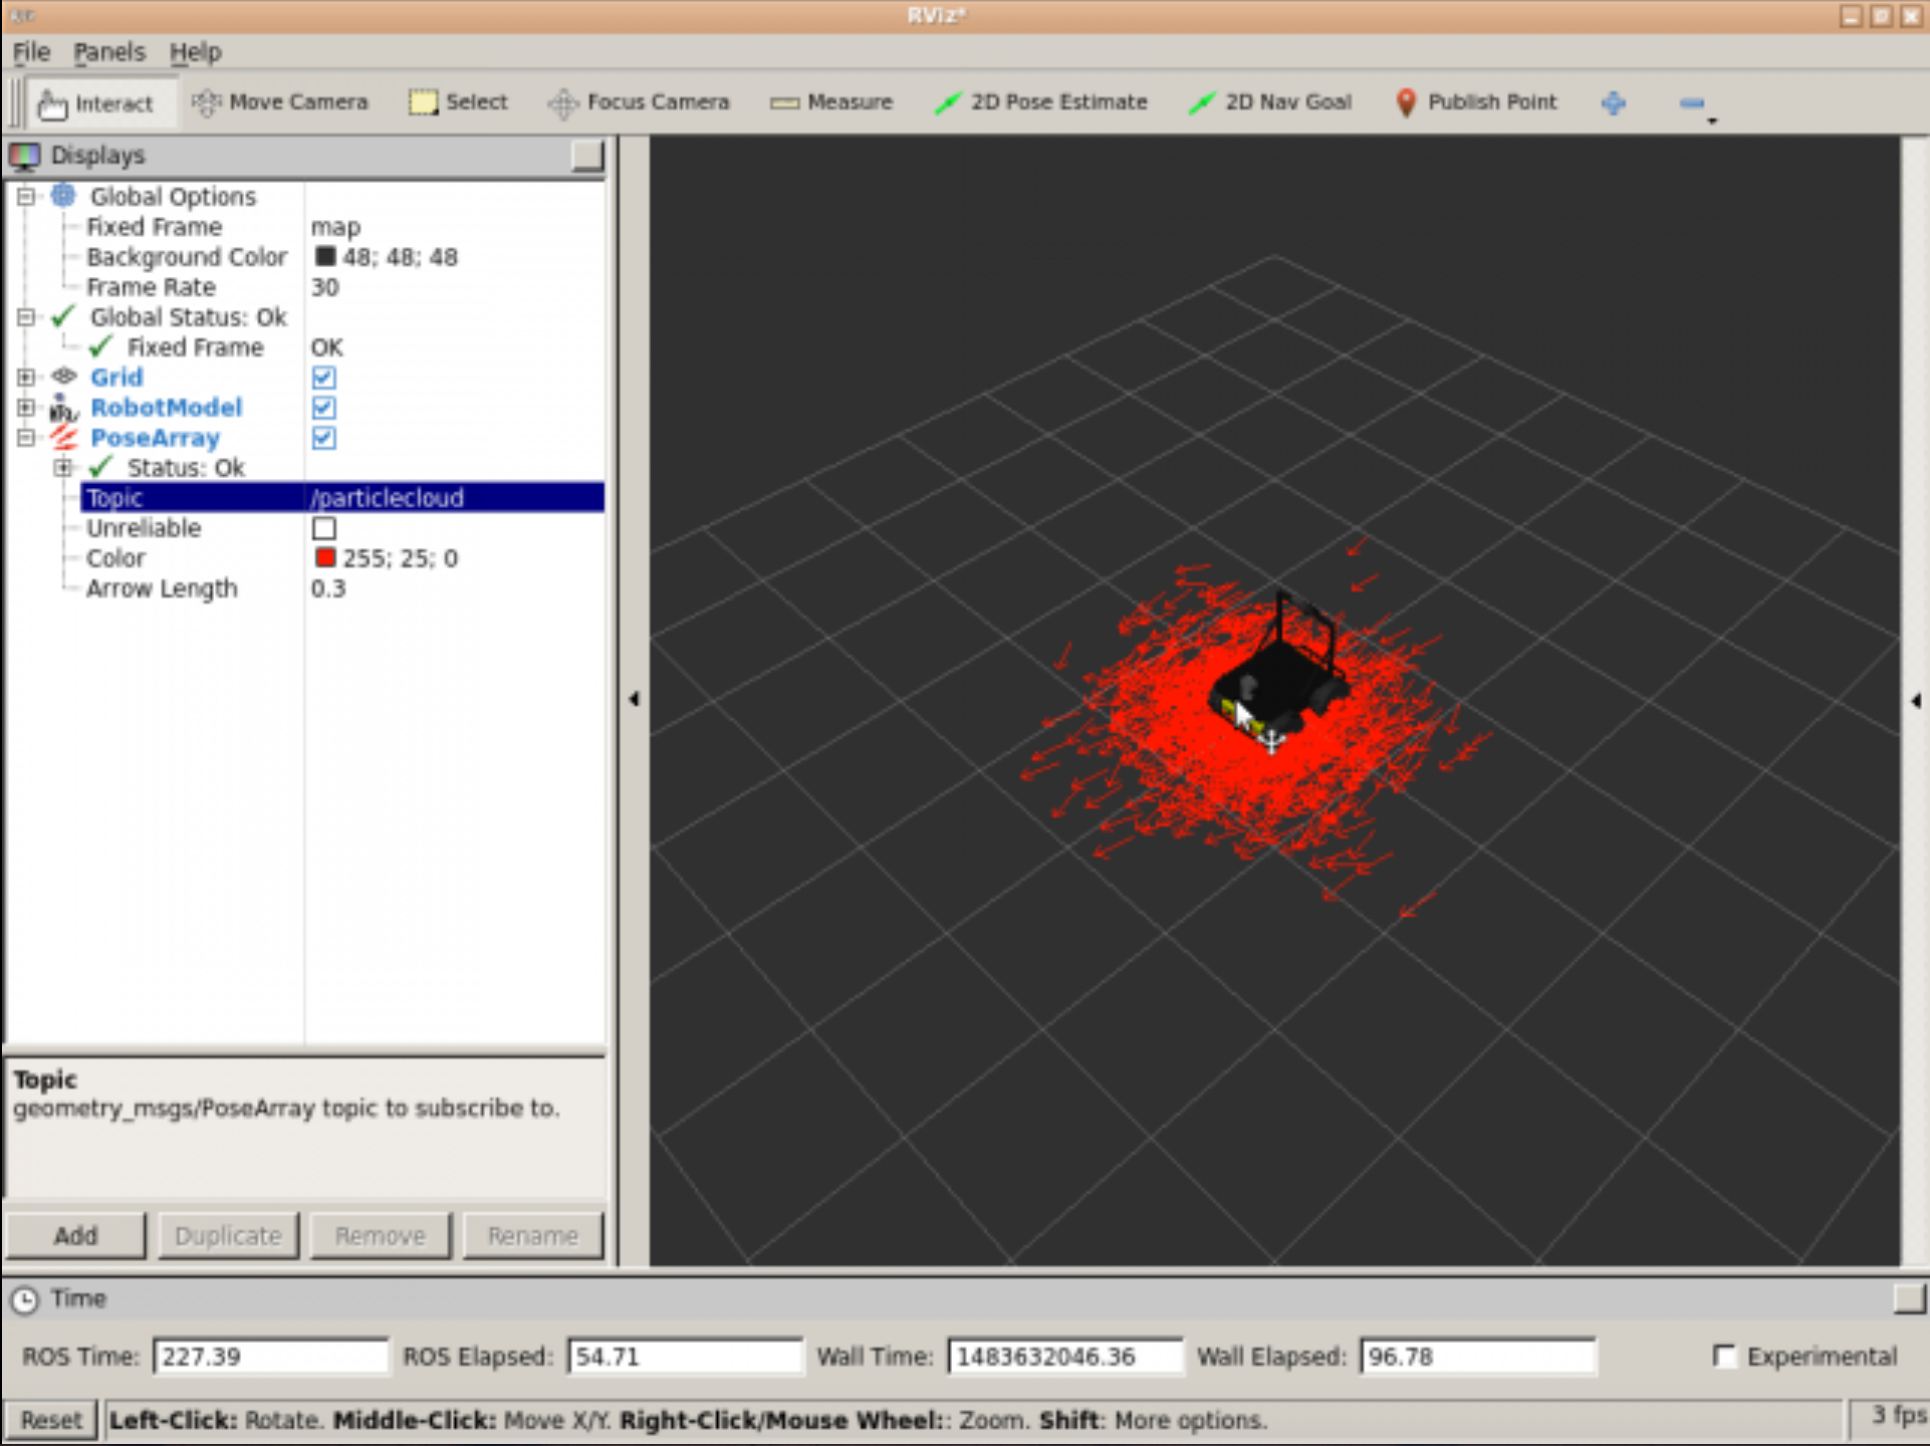 RViz*
File Panels Help
Interact Move Camera Select Focus Camera Measure 2D Pose Estimate 2D Nav Goal Publish Point
Displays
Global Options
Fixed Frame map
Background Color 48; 48; 48
Frame Rate 30
Global Status: Ok
Fixed Frame OK
Grid
RobotModel
PoseArray
Status: Ok
Topic /particlecloud
Unreliable
Color 255; 25; 0
Arrow Length 0.3
Topic
geometry_msgs/PoseArray topic to subscribe to.
Add Duplicate Remove Rename
Time
ROS Time: 227.39 ROS Elapsed: 54.71 Wall Time: 1483632046.36 Wall Elapsed: 96.78 Experimental
Reset Left-Click: Rotate. Middle-Click: Move X/Y. Right-Click/Mouse Wheel:: Zoom. Shift: More options. 3 fps